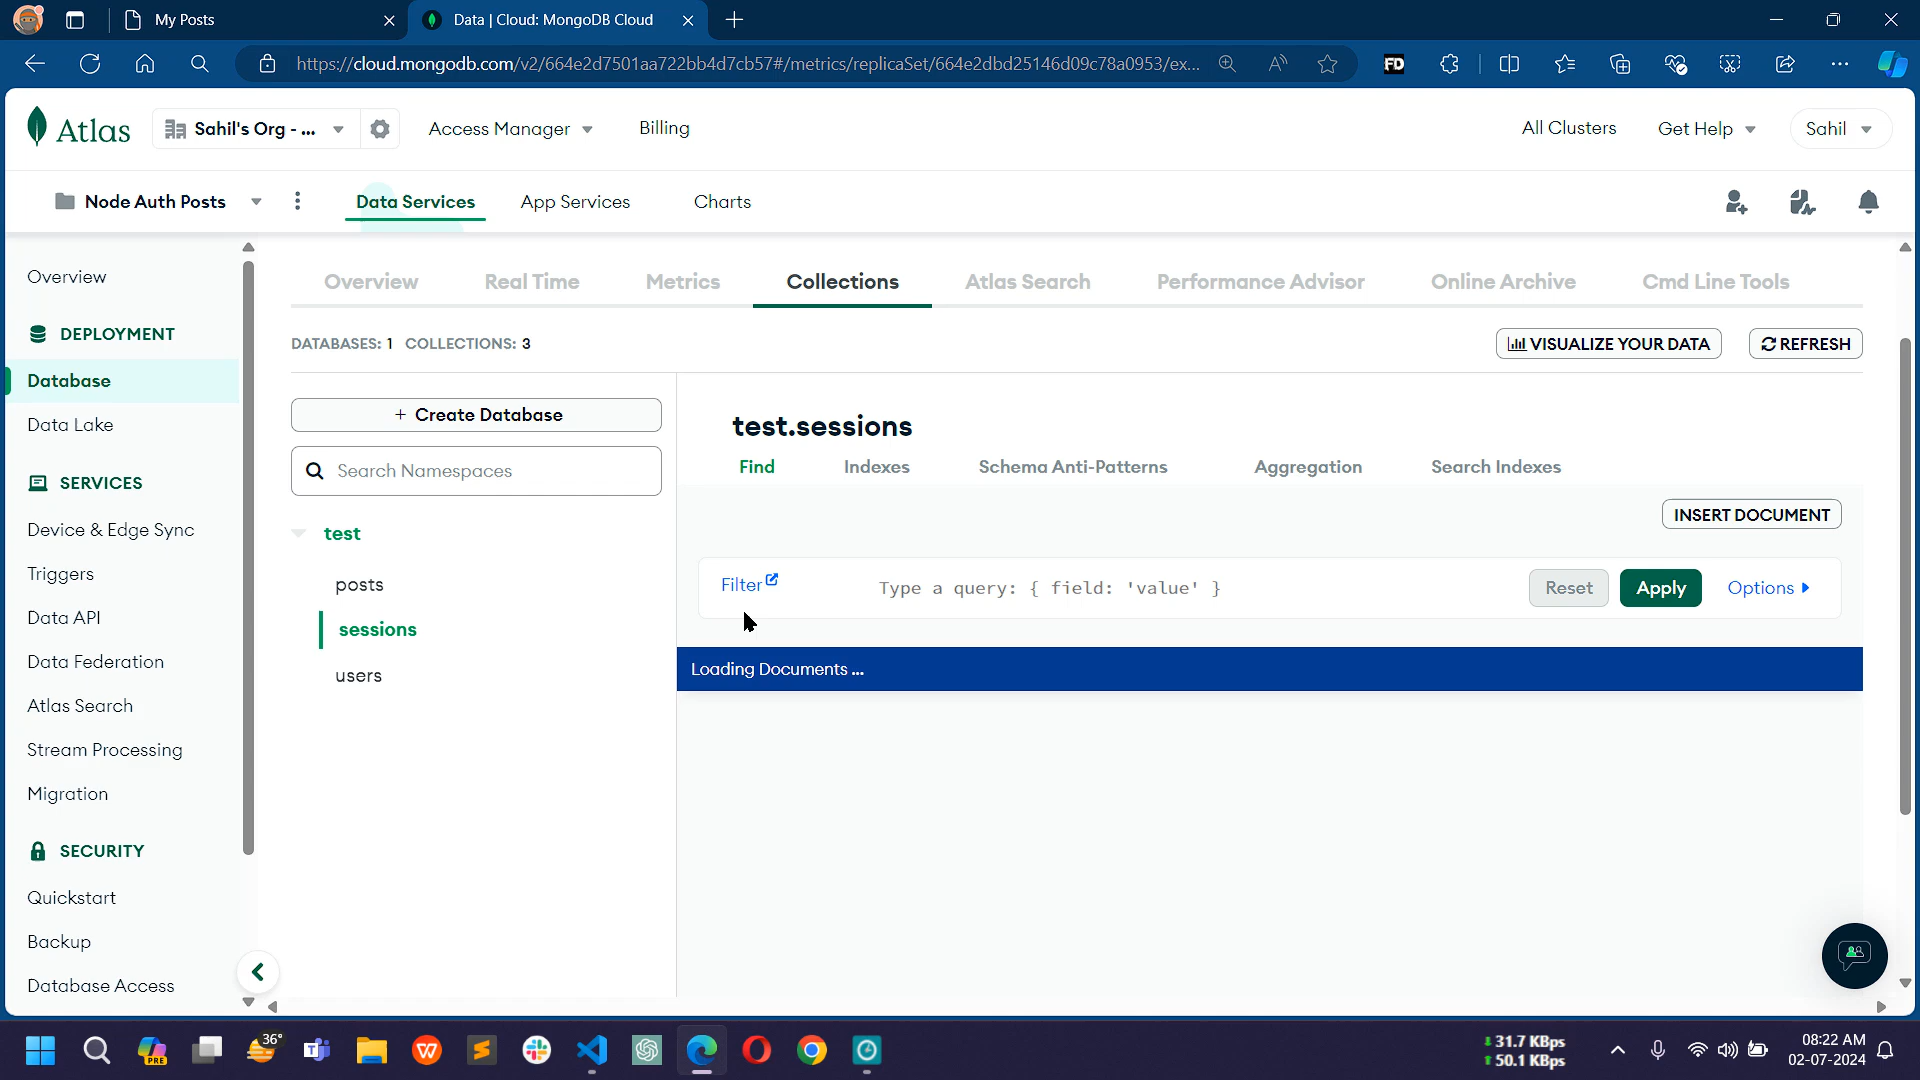 My Posts
Data | Cloud: MongoDB Cloud
https://cloud.mongodb.com/v2/664e2d7501aa722bb4d7cb57#/metrics/replicaSet/664e2dbd25146d09c78a0953/ex...
FD
Atlas
Sahil's Org - ...
Access Manager
Billing
All Clusters
Get Help
Sahil
Node Auth Posts
Data Services
App Services
Charts
Overview
DEPLOYMENT
Database
Data Lake
SERVICES
Device & Edge Sync
Triggers
Data API
Data Federation
Atlas Search
Stream Processing
Migration
SECURITY
Quickstart
Backup
Database Access
Overview
Real Time
Metrics
Collections
Atlas Search
Performance Advisor
Online Archive
Cmd Line Tools
DATABASES: 1 COLLECTIONS: 3
VISUALIZE YOUR DATA
REFRESH
+ Create Database
Search Namespaces
test
posts
sessions
users
test.sessions
Find
Indexes
Schema Anti-Patterns
Aggregation
Search Indexes
INSERT DOCUMENT
Filter
Type a query: { field: 'value' }
Reset
Apply
Options
Loading Documents ...
PRE
36°
31.7 KBps
50.1 KBps
08:22 AM
02-07-2024